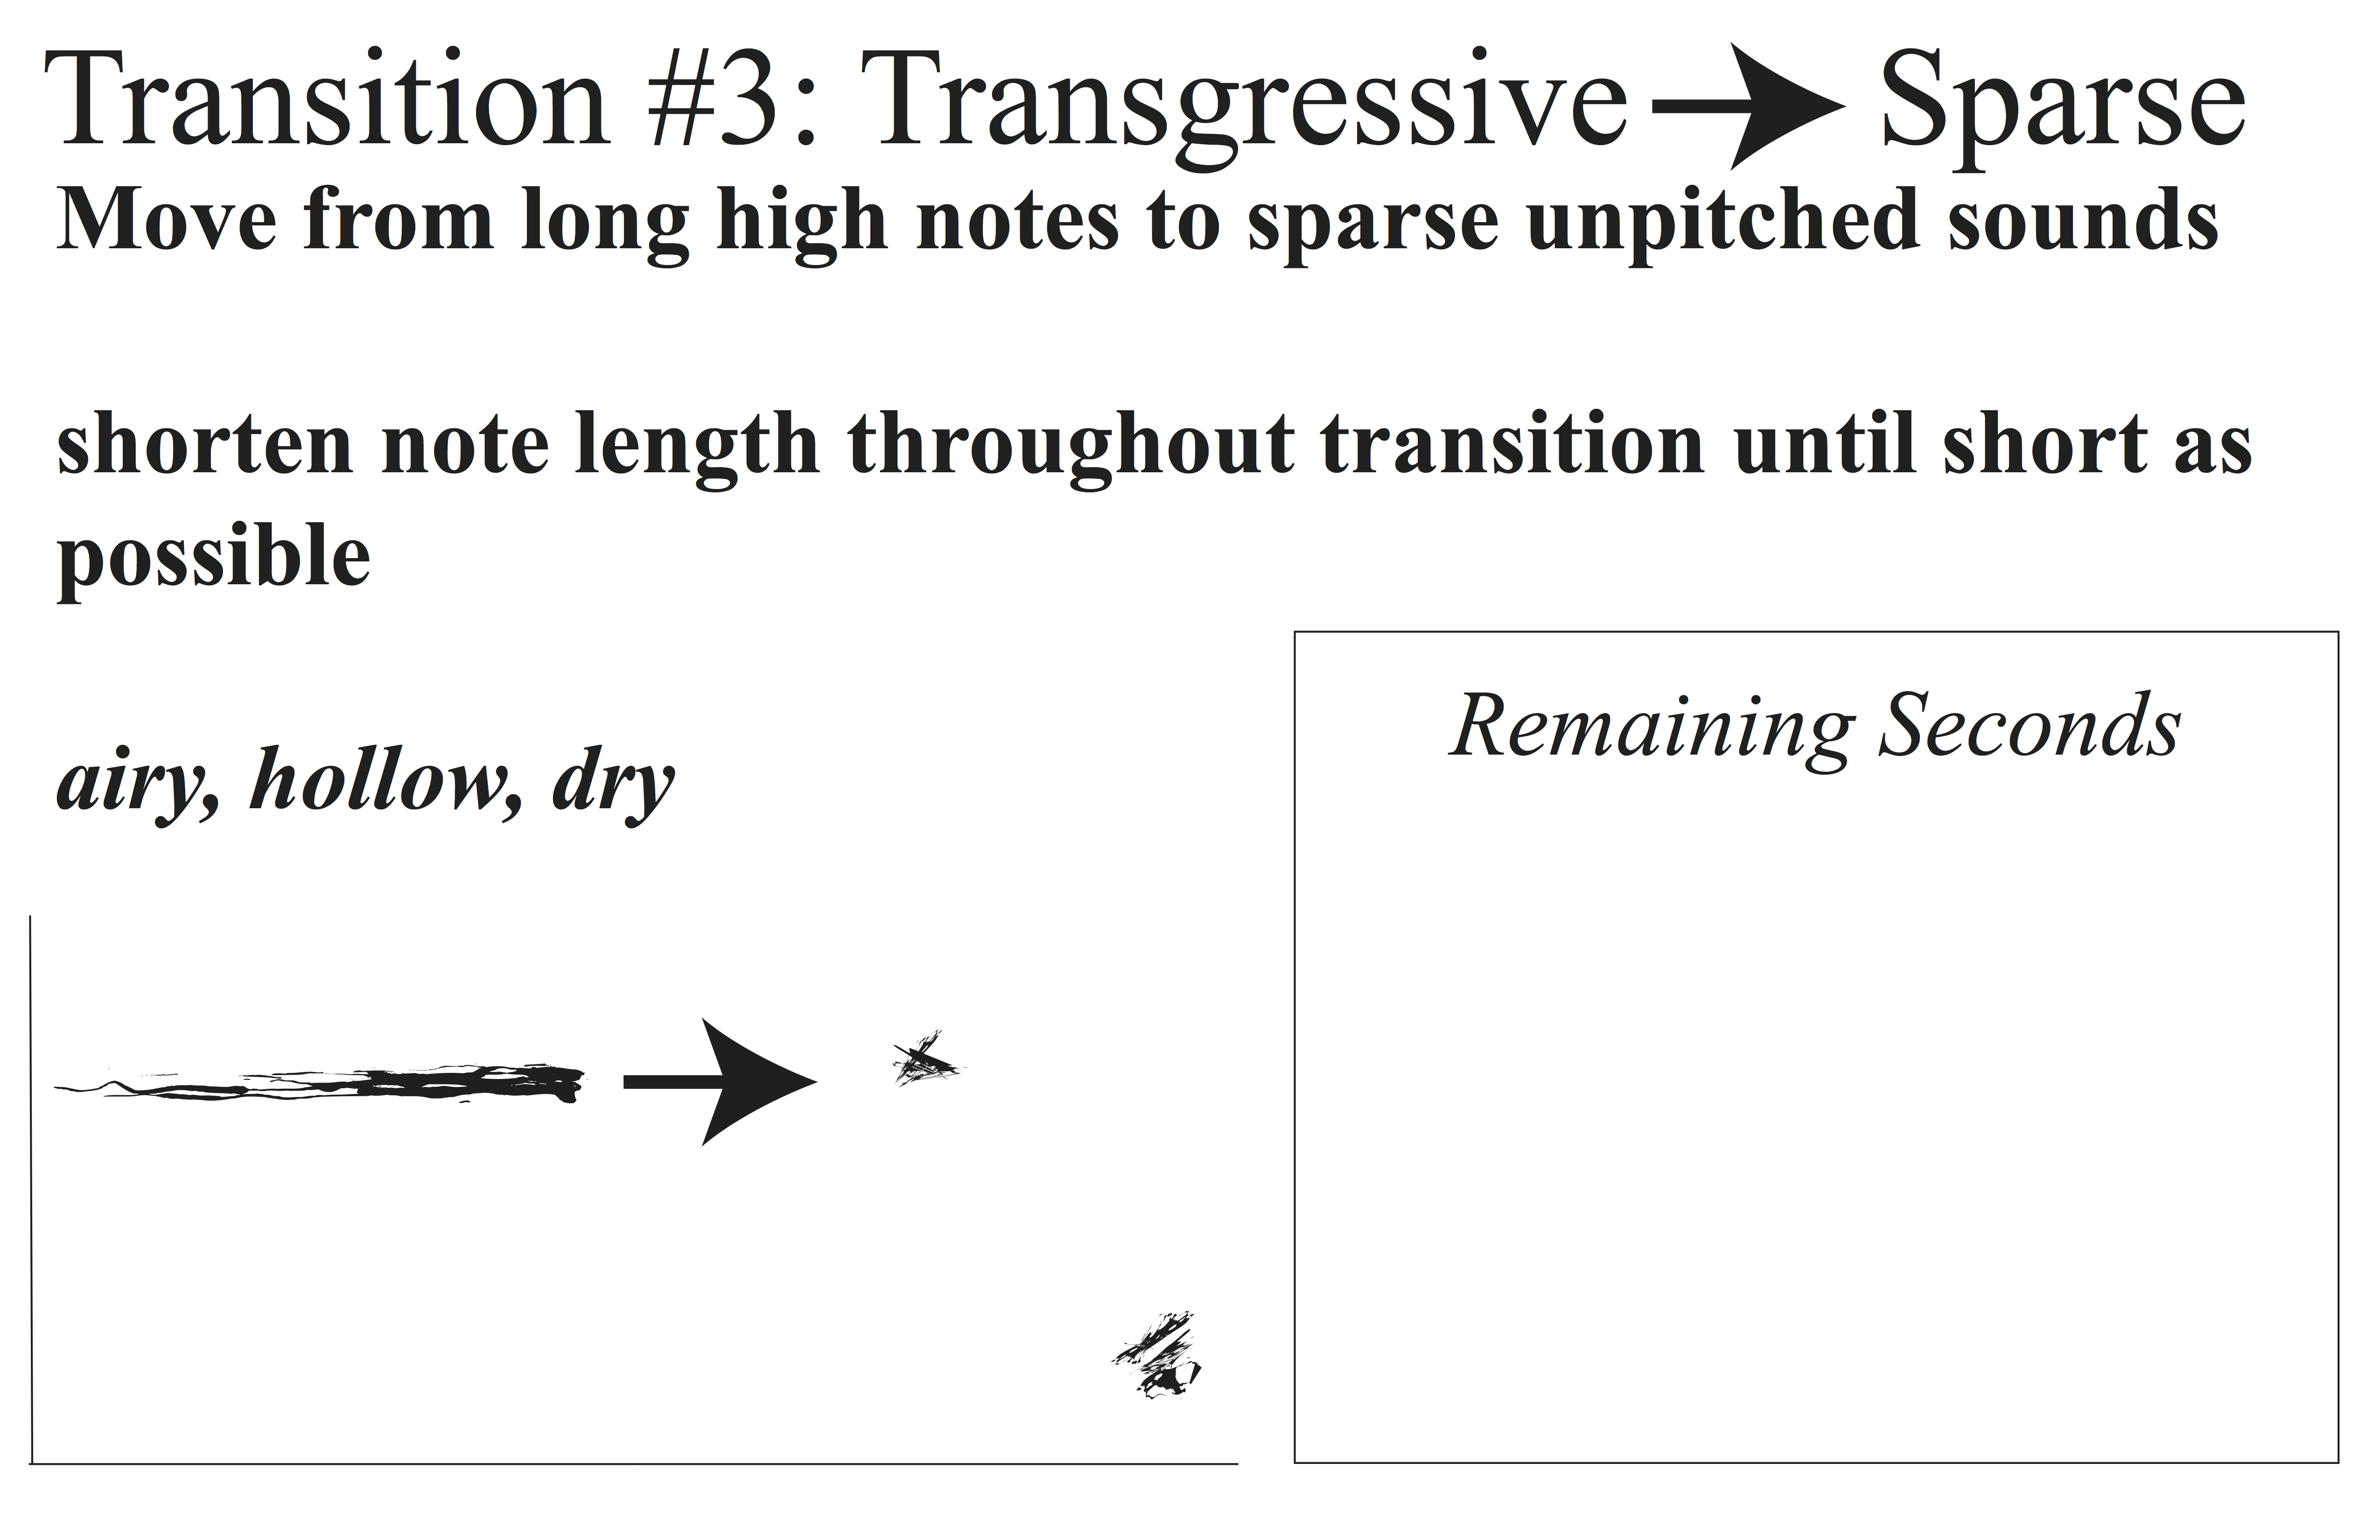 Transition #3: Transgressive → Sparse
Move from long high notes to sparse unpitched sounds
shorten note length throughout transition until short as
possible
airy, hollow, dry
Remaining Seconds